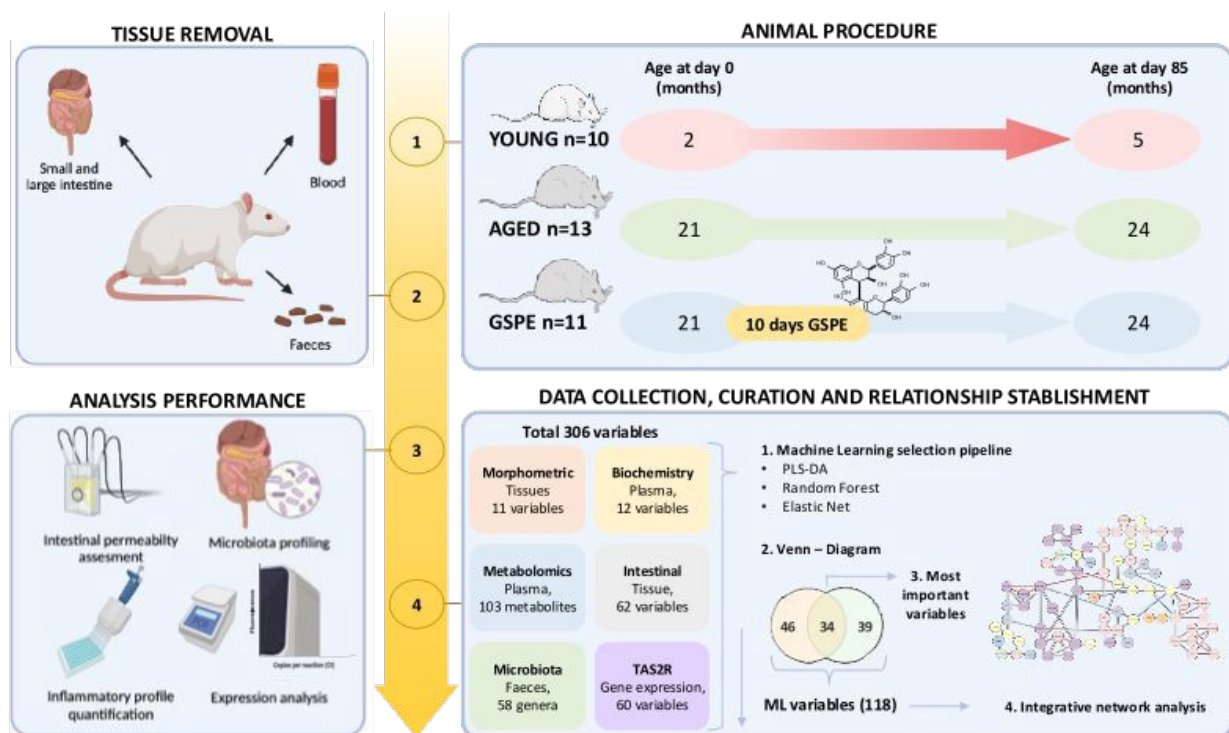 TISSUE REMOVAL
Small and
large intestine
Blood
Faeces
1
2
3
4
ANIMAL PROCEDURE
Age at day 0
(months)
Age at day 85
(months)
YOUNG n=10
2
5
AGED n=13
21
24
GSPE n=11
21
10 days GSPE
24
ANALYSIS PERFORMANCE
Intestinal permeabilty
assesment
Microbiota profiling
Inflammatory profile
quantification
Expression analysis
Copies per reaction (Ct)
DATA COLLECTION, CURATION AND RELATIONSHIP STABLISHMENT
Total 306 variables
Morphometric
Tissues
11 variables
Biochemistry
Plasma,
12 variables
Metabolomics
Plasma,
103 metabolites
Intestinal
Tissue,
62 variables
Microbiota
Faeces,
58 genera
TAS2R
Gene expression,
60 variables
1. Machine Learning selection pipeline
• PLS-DA
• Random Forest
• Elastic Net
2. Venn – Diagram
46
34
39
ML variables (118)
3. Most
important
variables
4. Integrative network analysis